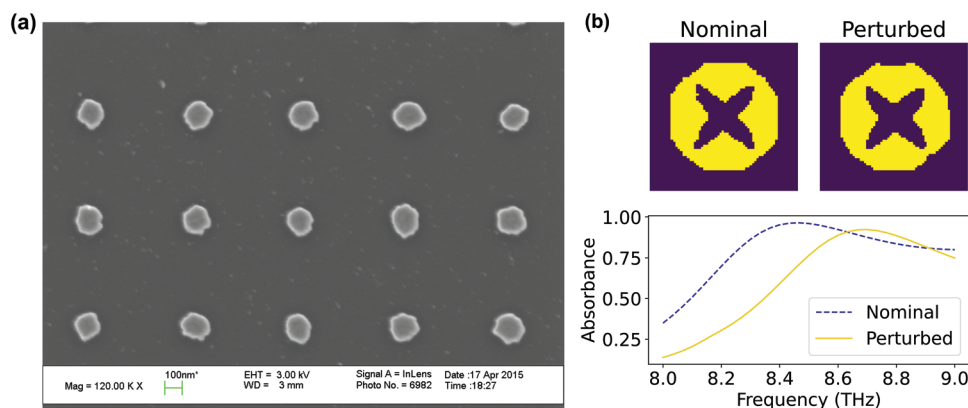 (a)
Mag = 120.00 K X
100nm*
EHT = 3.00 kV
WD = 3 mm
Signal A = InLens
Photo No. = 6982
Date :17 Apr 2015
Time :18:27
(b)
Nominal
Perturbed
Absorbance
1.00
0.75
0.50
0.25
Nominal
Perturbed
8.0 8.2 8.4 8.6 8.8 9.0
Frequency (THz)